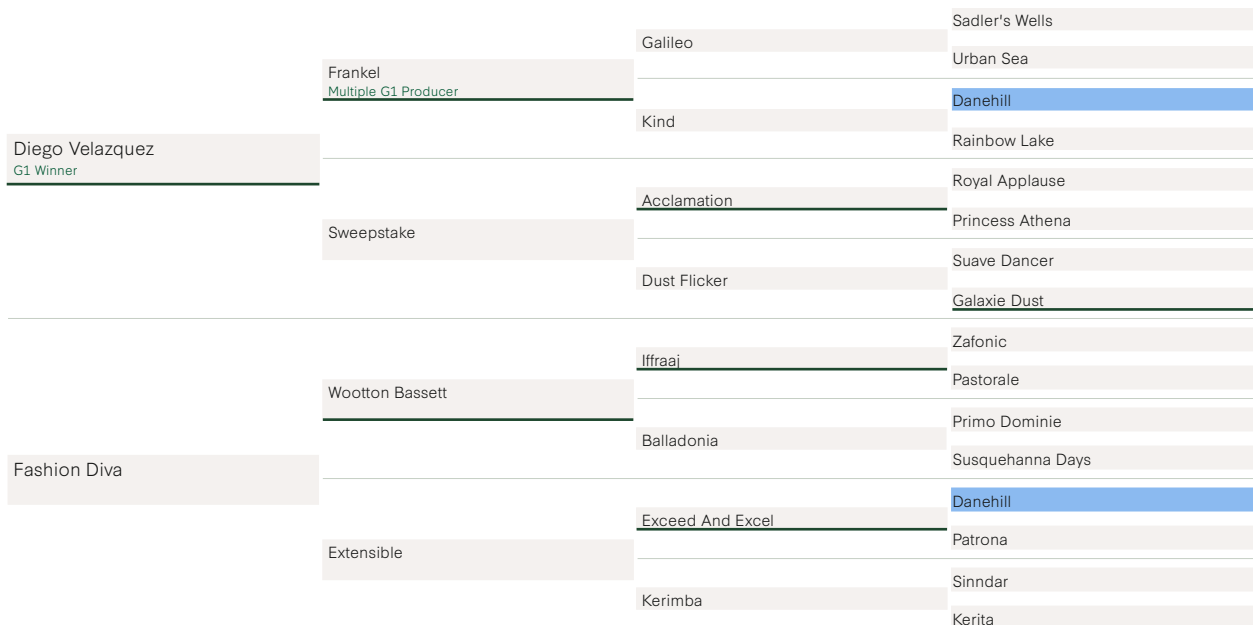 Diego Velazquez
G1 Winner
Fashion Diva
Frankel
Multiple G1 Producer
Sweepstake
Wootton Bassett
Extensible
Galileo
Kind
Acclamation
Dust Flicker
Iffraaj
Balladonia
Exceed And Excel
Kerimba
Sadler's Wells
Urban Sea
Danehill
Rainbow Lake
Royal Applause
Princess Athena
Suave Dancer
Galaxie Dust
Zafonic
Pastorale
Primo Dominie
Susquehanna Days
Danehill
Patrona
Sinndar
Kerita